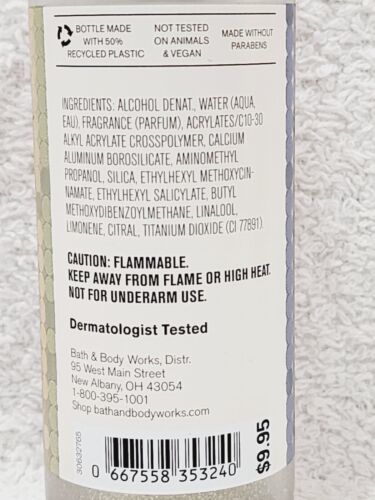 BOTTLE MADE
WITH 50%
RECYCLED PLASTIC
NOT TESTED
ON ANIMALS
& VEGAN
MADE WITHOUT
PARABENS
INGREDIENTS: ALCOHOL DENAT., WATER (AQUA,
EAU), FRAGRANCE (PARFUM), ACRYLATES/C10-30
ALKYL ACRYLATE CROSSPOLYMER, CALCIUM
ALUMINUM BOROSILICATE, AMINOMETHYL
PROPANOL, SILICA, ETHYLHEXYL METHOXYCIN-
NAMATE, ETHYLHEXYL SALICYLATE, BUTYL
METHOXYDIBENZOYLMETHANE, LINALOOL,
LIMONENE, CITRAL, TITANIUM DIOXIDE (CI 77891).
CAUTION: FLAMMABLE.
KEEP AWAY FROM FLAME OR HIGH HEAT.
NOT FOR UNDERARM USE.
Dermatologist Tested
Bath & Body Works, Distr.
95 West Main Street
New Albany, OH 43054
1-800-395-1001
Shop bathandbodyworks.com
30632765
0 667558 353240
$9.95